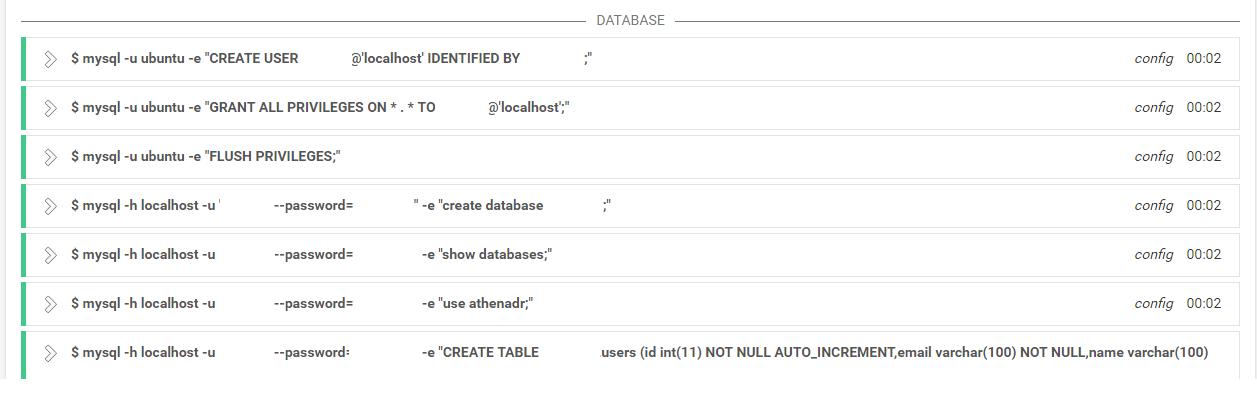 DATABASE
$ mysql -u ubuntu -e "CREATE USER @'localhost' IDENTIFIED BY ;" config 00:02
$ mysql -u ubuntu -e "GRANT ALL PRIVILEGES ON * . * TO @'localhost';" config 00:02
$ mysql -u ubuntu -e "FLUSH PRIVILEGES;" config 00:02
$ mysql -h localhost -u ' --password= " -e "create database ;" config 00:02
$ mysql -h localhost -u --password= -e "show databases;" config 00:02
$ mysql -h localhost -u --password= -e "use athenadr;" config 00:02
$ mysql -h localhost -u --password= -e "CREATE TABLE .users (id int(11) NOT NULL AUTO_INCREMENT,email varchar(100) NOT NULL,name varchar(100)